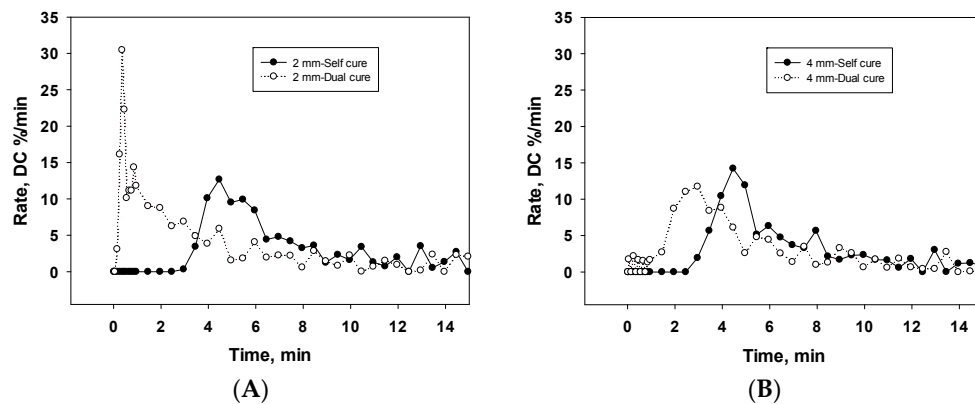 35
30
25
20
15
10
5
0
Rate, DC %/min
2 mm-Self cure
2 mm-Dual cure
0 2 4 6 8 10 12 14
Time, min
(A)
35
30
25
20
15
10
5
0
Rate, DC %/min
4 mm-Self cure
4 mm-Dual cure
0 2 4 6 8 10 12 14
Time, min
(B)